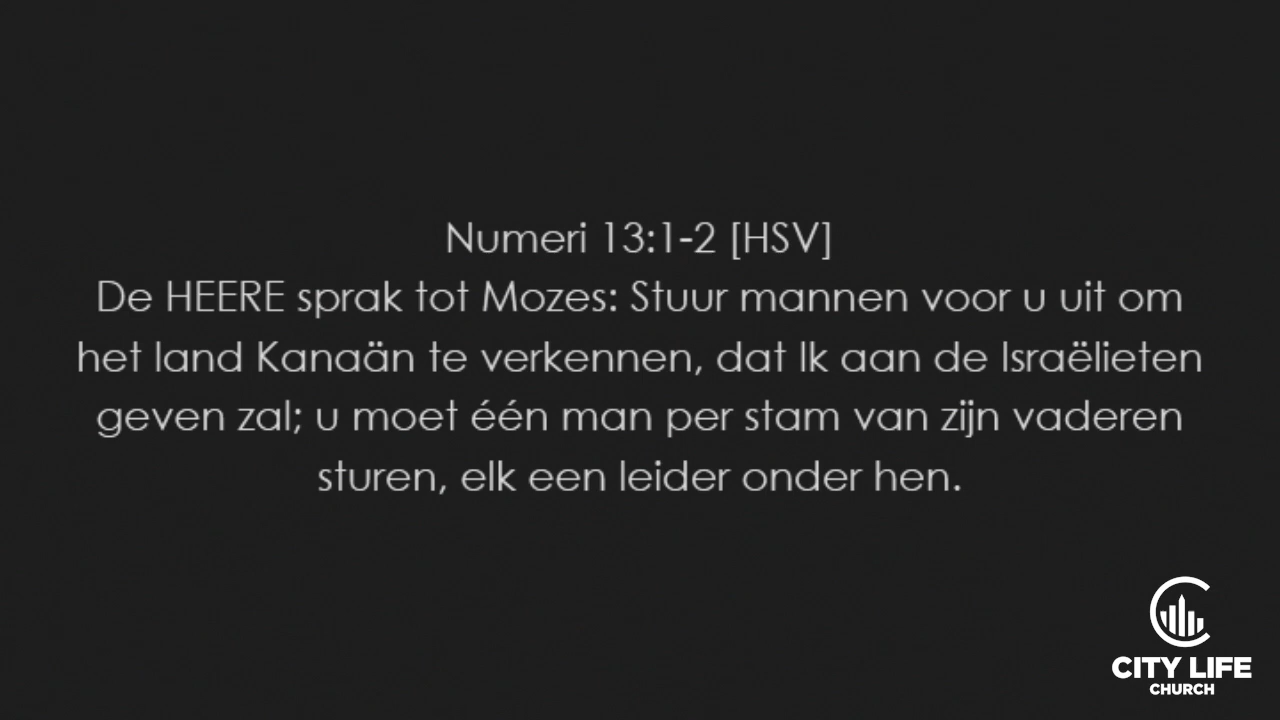 Numeri 13:1-2 [HSV]
De HEERE sprak tot Mozes: Stuur mannen voor u uit om
het land Kanaän te verkennen, dat Ik aan de Israëlieten
geven zal; u moet één man per stam van zijn vaderen
sturen, elk een leider onder hen.
CITY LIFE
CHURCH